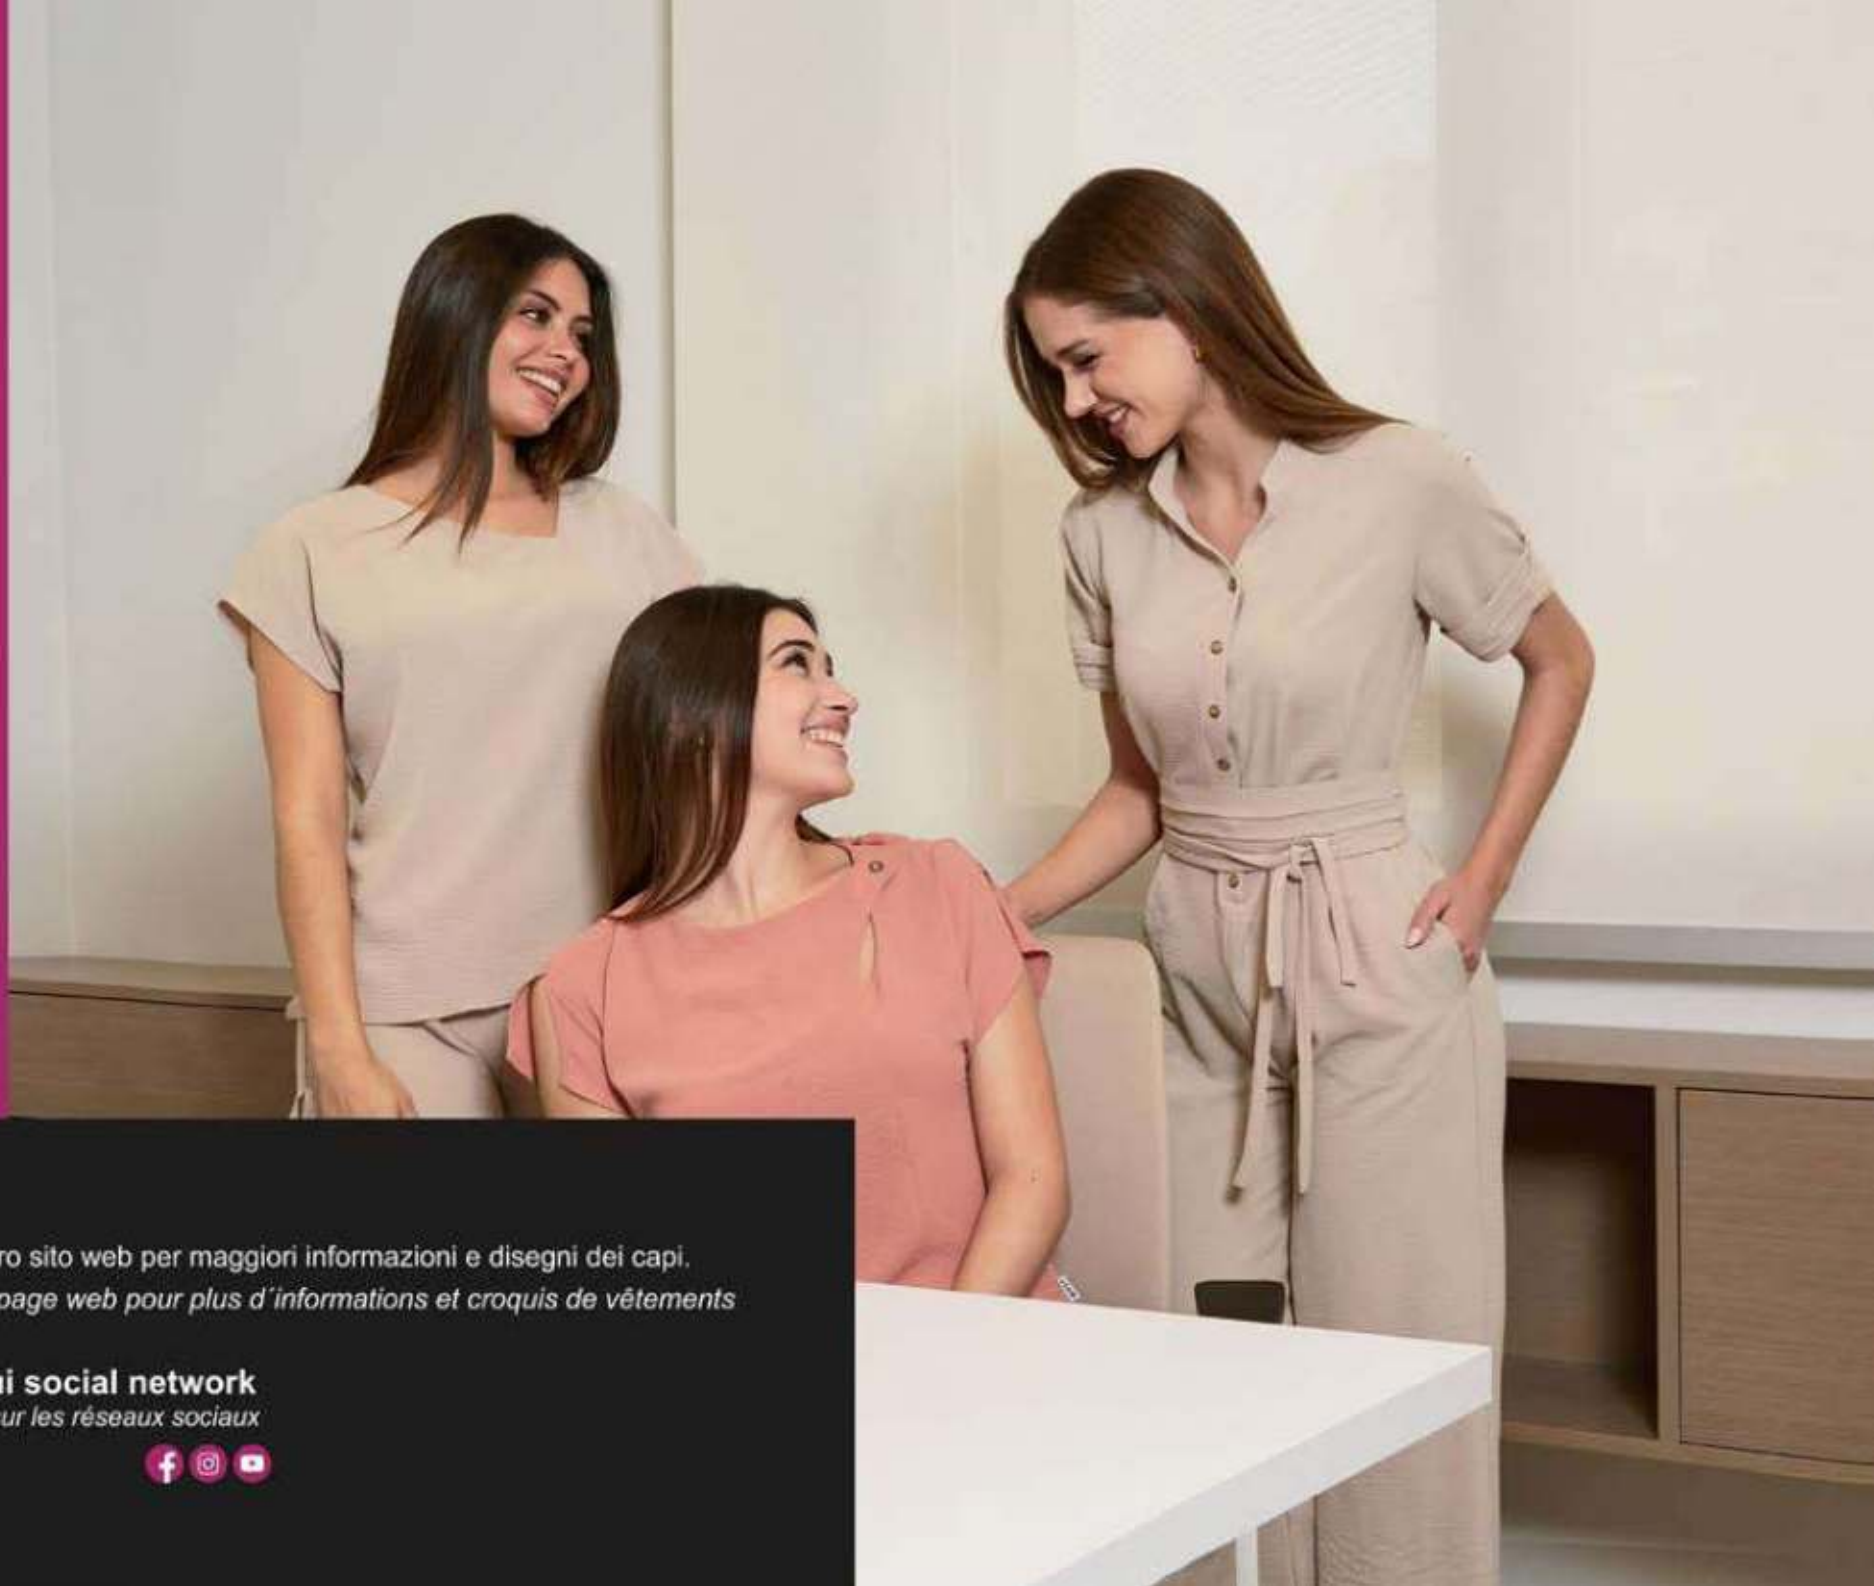 ro sito web per maggiori informazioni e disegni dei capi.
page web pour plus d´informations et croquis de vêtements
i social network
ur les réseaux sociaux